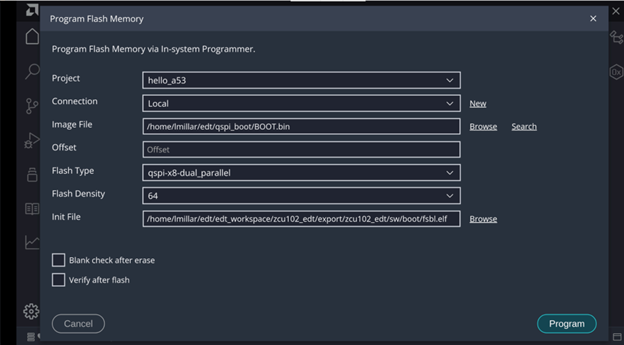 Program Flash Memory
Program Flash Memory via In-system Programmer.
Project
hello_a53
Connection
Local
New
Image File
/home/lmillar/edt/qspi_boot/BOOT.bin
Browse
Search
Offset
Offset
Flash Type
qspi-x8-dual_parallel
Flash Density
64
Init File
/home/lmillar/edt/edt_workspace/zcu102_edt/export/zcu102_edt/sw/boot/fsbl.elf
Browse
Blank check after erase
Verify after flash
Cancel
Program